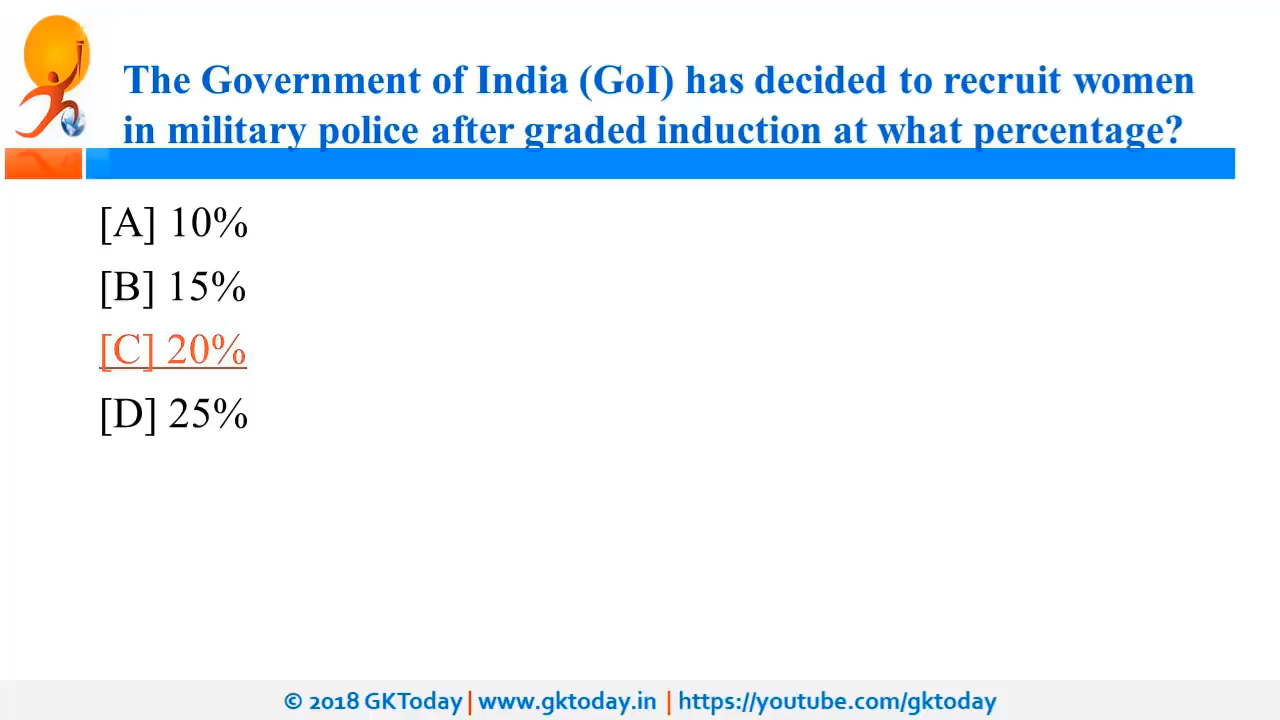 The Government of India (GoI) has decided to recruit women
in military police after graded induction at what percentage?
[A] 10%
[B] 15%
[C] 20%
[D] 25%
© 2018 GKToday | www.gktoday.in | https://youtube.com/gktoday